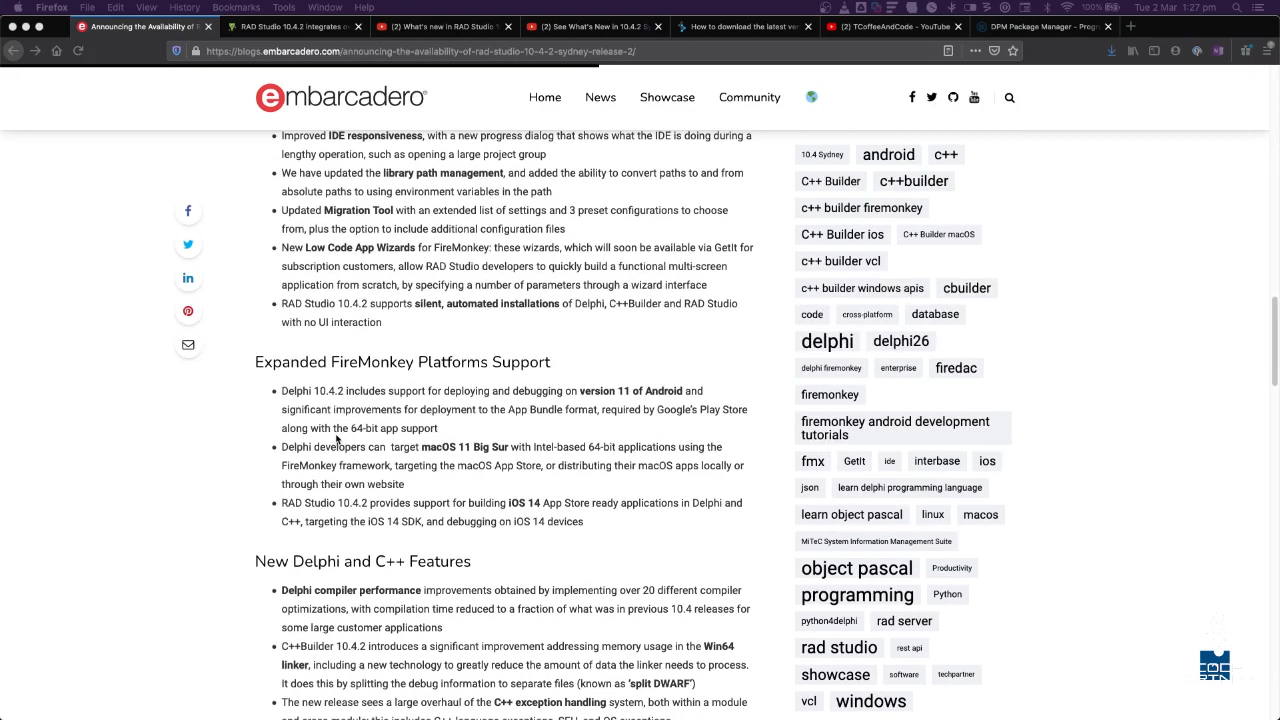 Firefox File Edit View History Bookmarks Tools Window Help
100% Tue 2 Mar 1:27 pm
Announcing the Availability of R
RAD Studio 10.4.2 integrates o
(2) What's new in RAD Studio
(2) See What's New in 10.4.2 S
How to download the latest ver
TCoffeeAndCode - YouTube
DPM Package Manager - Progr
https://blogs.embarcadero.com/announcing-the-availability-of-rad-studio-10-4-2-sydney-release-2/
embarcadero
Home News Showcase Community
Improved IDE responsiveness, with a new progress dialog that shows what the IDE is doing during a
lengthy operation, such as opening a large project group
We have updated the library path management, and added the ability to convert paths to and from
absolute paths to using environment variables in the path
Updated Migration Tool with an extended list of settings and 3 preset configurations to choose
from, plus the option to include additional configuration files
New Low Code App Wizards for FireMonkey: these wizards, which will soon be available via GetIt for
subscription customers, allow RAD Studio developers to quickly build a functional multi-screen
application from scratch, by specifying a number of parameters through a wizard interface
RAD Studio 10.4.2 supports silent, automated installations of Delphi, C++Builder and RAD Studio
with no UI interaction
Expanded FireMonkey Platforms Support
Delphi 10.4.2 includes support for deploying and debugging on version 11 of Android and
significant improvements for deployment to the App Bundle format, required by Google's Play Store
along with the 64-bit app support
Delphi developers can target macOS 11 Big Sur with Intel-based 64-bit applications using the
FireMonkey framework, targeting the macOS App Store, or distributing their macOS apps locally or
through their own website
RAD Studio 10.4.2 provides support for building iOS 14 App Store ready applications in Delphi and
C++, targeting the iOS 14 SDK, and debugging on iOS 14 devices
New Delphi and C++ Features
Delphi compiler performance improvements obtained by implementing over 20 different compiler
optimizations, with compilation time reduced to a fraction of what was in previous 10.4 releases for
some large customer applications
C++Builder 10.4.2 introduces a significant improvement addressing memory usage in the Win64
linker, including a new technology to greatly reduce the amount of data the linker needs to process.
It does this by splitting the debug information to separate files (known as 'split DWARF')
The new release sees a large overhaul of the C++ exception handling system, both within a module
10.4 Sydney android c++
C++ Builder c++builder
c++ builder firemonkey
C++ Builder ios C++ Builder macOS
c++ builder vcl
c++ builder windows apis cbuilder
code cross-platform database
delphi delphi26
delphi firemonkey enterprise firedac
firemonkey
firemonkey android development
tutorials
fmx GetIt ide interbase ios
json learn delphi programming language
learn object pascal linux macos
MiTeC System Information Management Suite
object pascal Productivity
programming Python
python4delphi rad server
rad studio rest api
showcase software techpartner
vcl windows